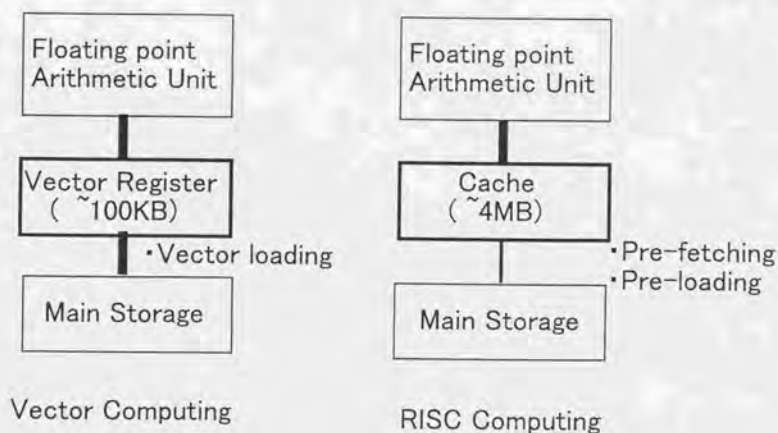 Floating point
Arithmetic Unit
Vector Register
( ~100KB)
・Vector loading
Main Storage
Vector Computing
Floating point
Arithmetic Unit
Cache
( ~4MB)
・Pre-fetching
・Pre-loading
Main Storage
RISC Computing